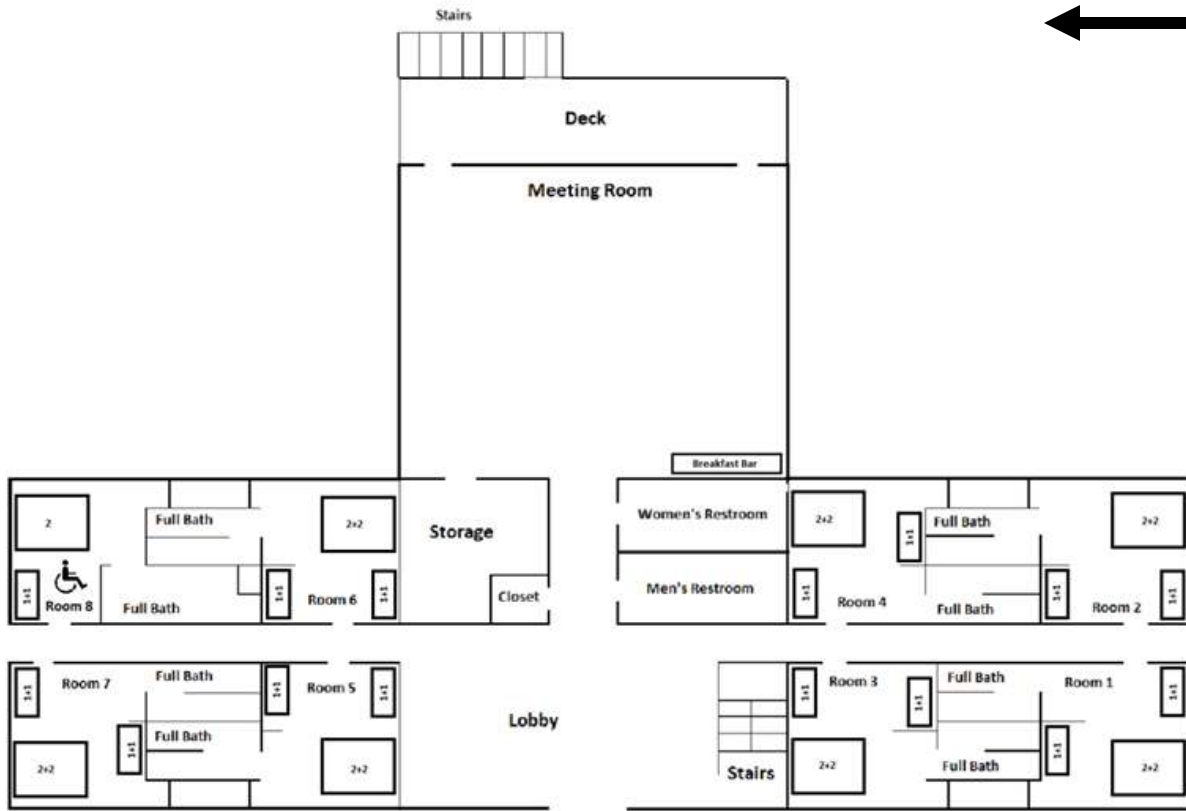 Stairs
Deck
Meeting Room
Breakfast Bar
2
Full Bath
2+2
Storage
Women's Restroom
2+2
1+1
Full Bath
2+2
1+1
Room 8
Full Bath
1+1
Room 6
1+1
Closet
Men's Restroom
1+1
Room 4
Full Bath
1+1
Room 2
1+1
1+1
Room 7
Full Bath
1+1
Room 5
1+1
Lobby
1+1
Room 3
1+1
Full Bath
Room 1
1+1
2+2
1+1
Full Bath
2+2
Stairs
2+2
Full Bath
1+1
2+2